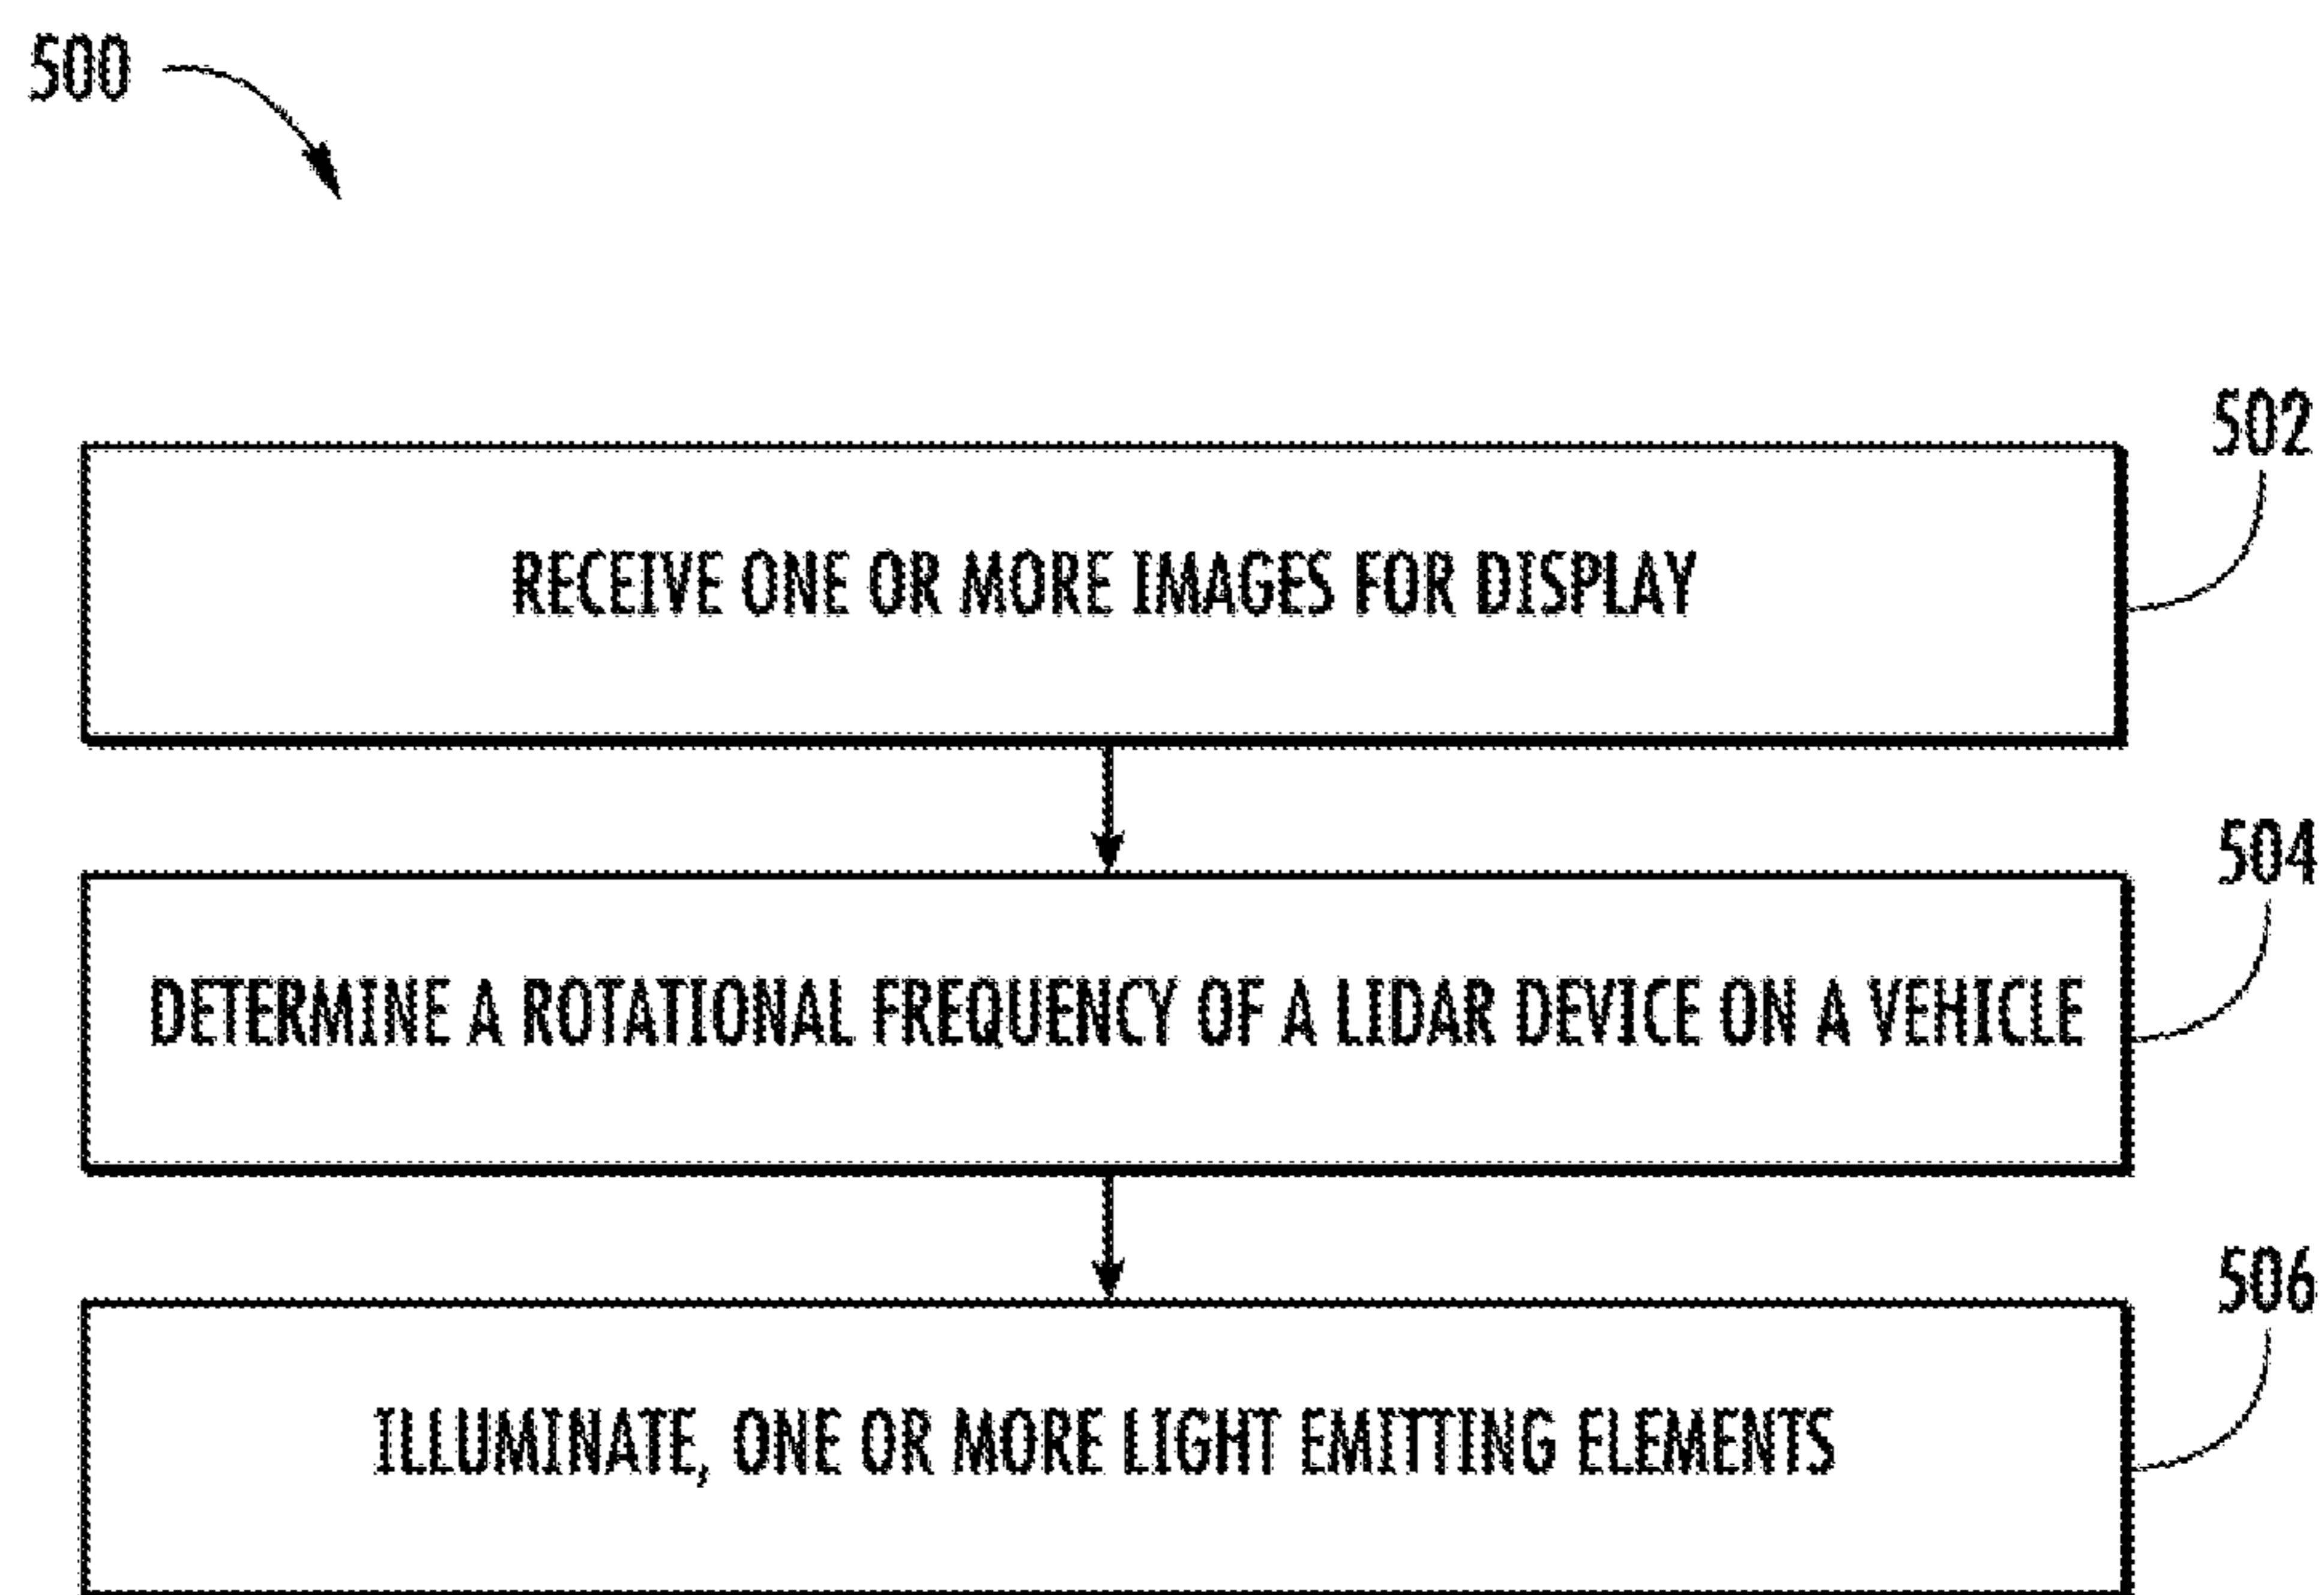 500
502
RECEIVE ONE OR MORE IMAGES FOR DISPLAY
504
DETERMINE A ROTATIONAL FREQUENCY OF A LIDAR DEVICE ON A VEHICLE
506
ILLUMINATE, ONE OR MORE LIGHT EMITTING ELEMENTS